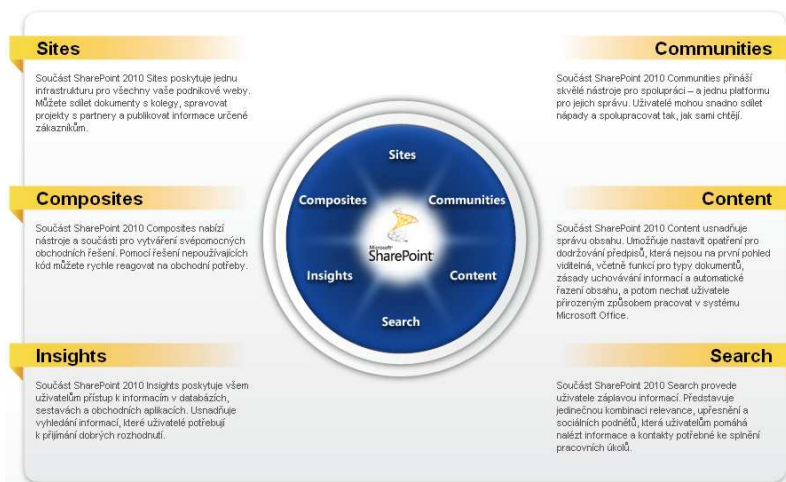 Sites
Součást SharePoint 2010 Sites poskytuje jednu
infrastrukturu pro všechny vaše podnikové weby.
Můžete sdílet dokumenty s kolegy, spravovat
projekty s partnery a publikovat informace určené
zákazníkům.
Communities
Součást SharePoint 2010 Communities přináší
skvělé nástroje pro spolupráci – a jednu platformu
pro jejich správu. Uživatelé mohou snadno sdílet
nápady a spolupracovat tak, jak sami chtějí.
Composites
Součást SharePoint 2010 Composites nabízí
nástroje a součásti pro vytváření svépomocných
obchodních řešení. Pomocí řešení nepoužívajících
kód můžete rychle reagovat na obchodní potřeby.
Content
Součást SharePoint 2010 Content usnadňuje
správu obsahu. Umožňuje nastavit opatření pro
dodržování předpisů, která nejsou na první pohled
viditelná, včetně funkcí pro typy dokumentů,
zásady uchovávání informací a automatické
řazení obsahu, a potom nechat uživatele
přirozeným způsobem pracovat v systému
Microsoft Office.
Insights
Součást SharePoint 2010 Insights poskytuje všem
uživatelům přístup k informacím v databázích,
sestavách a obchodních aplikacích. Usnadňuje
vyhledání informací, které uživatelé potřebují
k přijímání dobrých rozhodnutí.
Search
Součást SharePoint 2010 Search provede
uživatele záplavou informací. Představuje
jedinečnou kombinaci relevance, upřesnění a
sociálních podnětů, která uživatelům pomáhá
nalézt informace a kontakty potřebné ke splnění
pracovních úkolů.
Sites
Composites
Communities
Microsoft
SharePoint
Insights
Content
Search